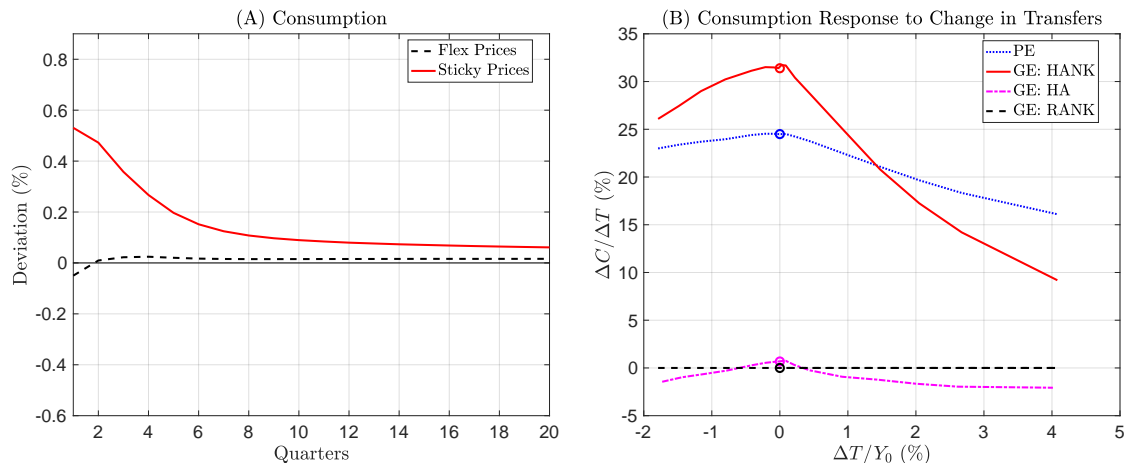 (A) Consumption
Flex Prices
Sticky Prices
Deviation (%)
0.8
0.6
0.4
0.2
0
-0.2
-0.4
-0.6
2 4 6 8 10 12 14 16 18 20
Quarters
(B) Consumption Response to Change in Transfers
PE
GE: HANK
GE: HA
GE: RANK
ΔC/ΔT (%)
35
30
25
20
15
10
5
0
-5
-2 -1 0 1 2 3 4 5
ΔT/Y₀ (%)